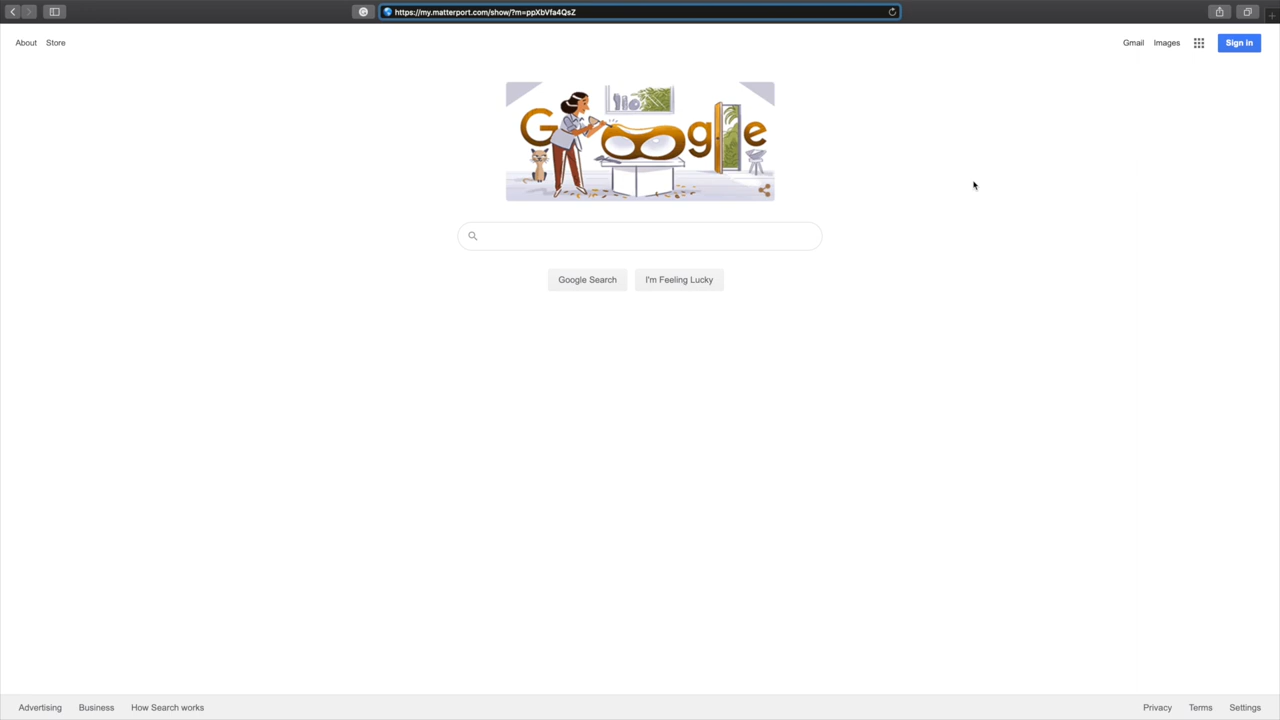 https://my.matterport.com/show/?m=ppXbVfa4QsZ
About Store
Gmail Images Sign in
Google
Google Search I'm Feeling Lucky
Advertising Business How Search works
Privacy Terms Settings